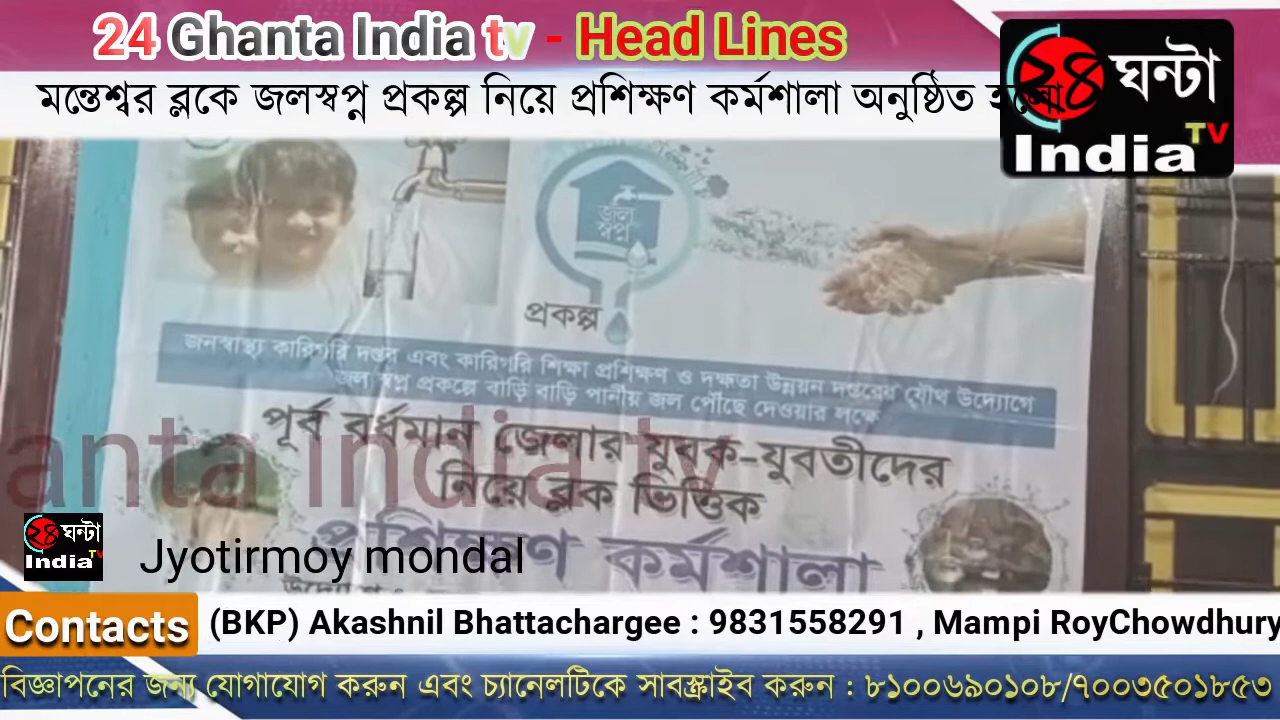 24 Ghanta India tv - Head Lines
২৪ ঘন্টা
India TV
মন্তেশ্বর ব্লকে জলস্বপ্ন প্রকল্প নিয়ে প্রশিক্ষণ কর্মশালা অনুষ্ঠিত হলো
জল
স্বপ্ন
প্রকল্প
জনস্বাস্থ্য কারিগরি দপ্তর এবং কারিগরি শিক্ষা প্রশিক্ষণ ও দক্ষতা উন্নয়ন দপ্তরের যৌথ উদ্যোগে
জল স্বপ্ন প্রকল্পে বাড়ি বাড়ি পানীয় জল পৌঁছে দেওয়ার লক্ষে
পূর্ব বর্ধমান জেলার যুবক-যুবতীদের
নিয়ে ব্লক ভিত্তিক
anta India tv
প্রশিক্ষণ কর্মশালা
২৪ ঘন্টা
India TV
Jyotirmoy mondal
Contacts (BKP) Akashnil Bhattachargee : 9831558291 , Mampi RoyChowdhury
বিজ্ঞাপনের জন্য যোগাযোগ করুন এবং চ্যানেলটিকে সাবস্ক্রাইব করুন : ৮১০০৬৯০১০৮/৭০০৩৫০১৮৫৩